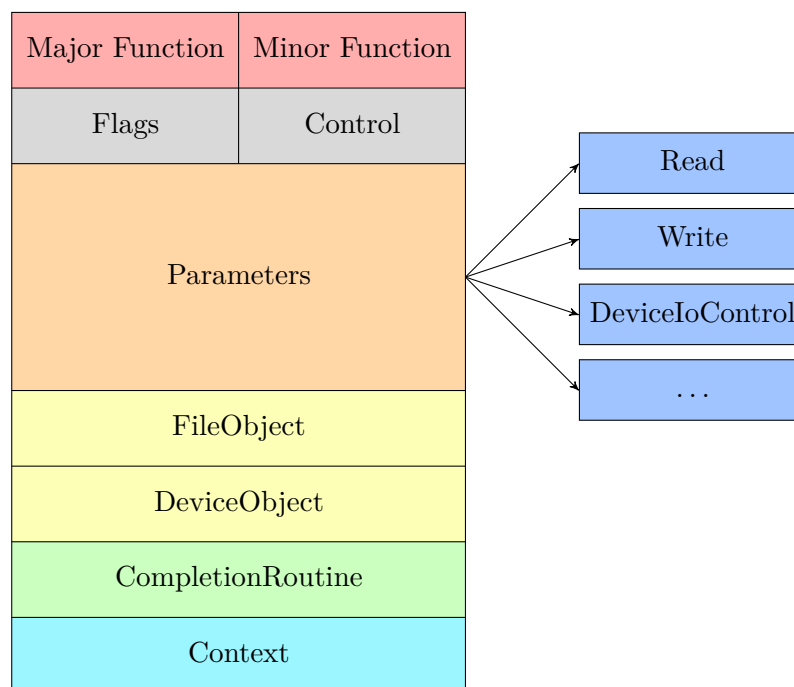 Major Function
Minor Function
Flags
Control
Read
Write
Parameters
DeviceIoControl
...
FileObject
DeviceObject
CompletionRoutine
Context